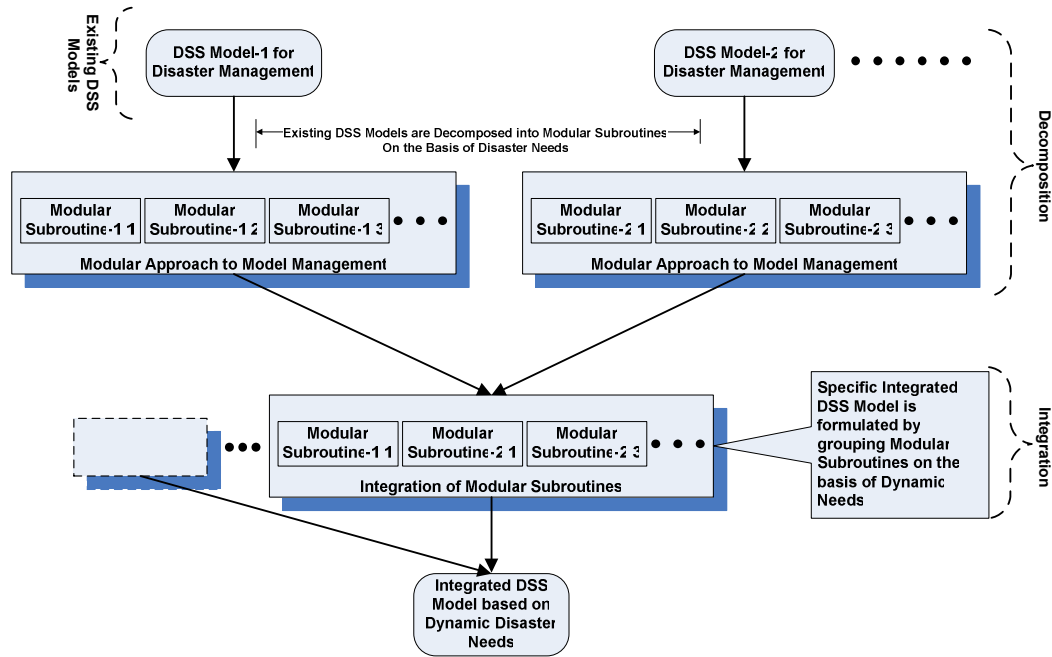 Existing DSS
Models
DSS Model-1 for
Disaster Management
DSS Model-2 for
Disaster Management
Existing DSS Models are Decomposed into Modular Subroutines
On the Basis of Disaster Needs
Decomposition
Modular
Subroutine-1 1
Modular
Subroutine-1 2
Modular
Subroutine-1 3
Modular Approach to Model Management
Modular
Subroutine-2 1
Modular
Subroutine-2 2
Modular
Subroutine-2 3
Modular Approach to Model Management
Modular
Subroutine-1 1
Modular
Subroutine-2 1
Modular
Subroutine-2 3
Integration of Modular Subroutines
Specific Integrated
DSS Model is
formulated by
grouping Modular
Subroutines on the
basis of Dynamic
Needs
Integration
Integrated DSS
Model based on
Dynamic Disaster
Needs